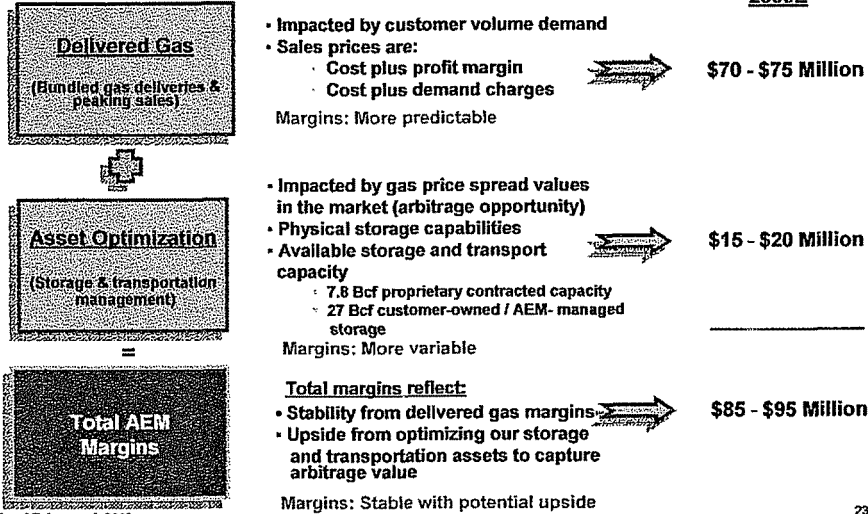 Delivered Gas
(Bundled gas deliveries &
peaking sales)
• Impacted by customer volume demand
• Sales prices are:
· Cost plus profit margin
· Cost plus demand charges
Margins: More predictable
$70 - $75 Million
Asset Optimization
(Storage & transportation
management)
• Impacted by gas price spread values
in the market (arbitrage opportunity)
• Physical storage capabilities
• Available storage and transport
capacity
· 7.8 Bcf proprietary contracted capacity
· 27 Bcf customer-owned / AEM- managed
storage
Margins: More variable
$15 - $20 Million
=
Total AEM
Margins
Total margins reflect:
• Stability from delivered gas margins
• Upside from optimizing our storage
and transportation assets to capture
arbitrage value
Margins: Stable with potential upside
$85 - $95 Million